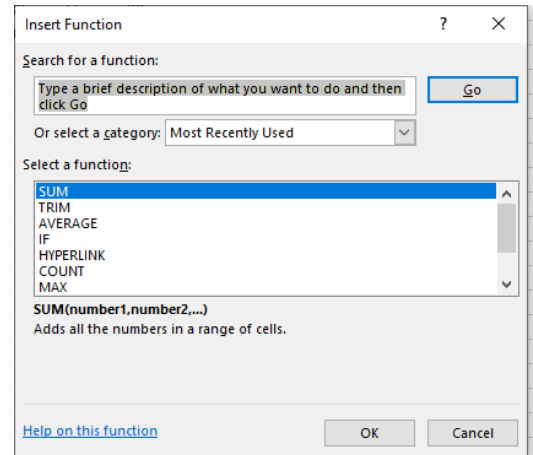 Insert Function ? ×
Search for a function:
Type a brief description of what you want to do and then
click Go
Go
Or select a category: Most Recently Used
Select a function:
SUM
TRIM
AVERAGE
IF
HYPERLINK
COUNT
MAX
SUM(number1,number2,...)
Adds all the numbers in a range of cells.
Help on this function OK Cancel